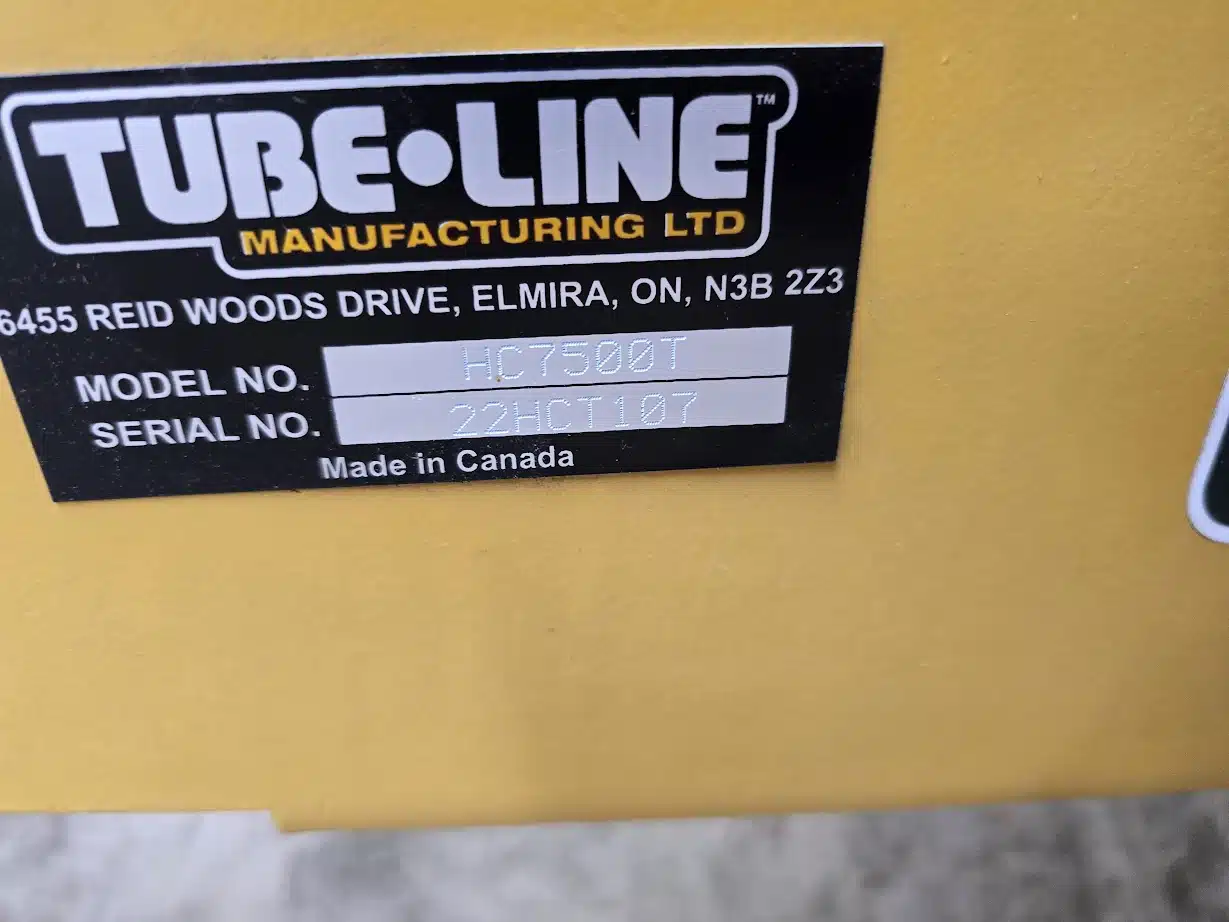 TUBE•LINE™
MANUFACTURING LTD
6455 REID WOODS DRIVE, ELMIRA, ON, N3B 2Z3
MODEL NO. HC7500T
SERIAL NO. 22HCT107
Made in Canada